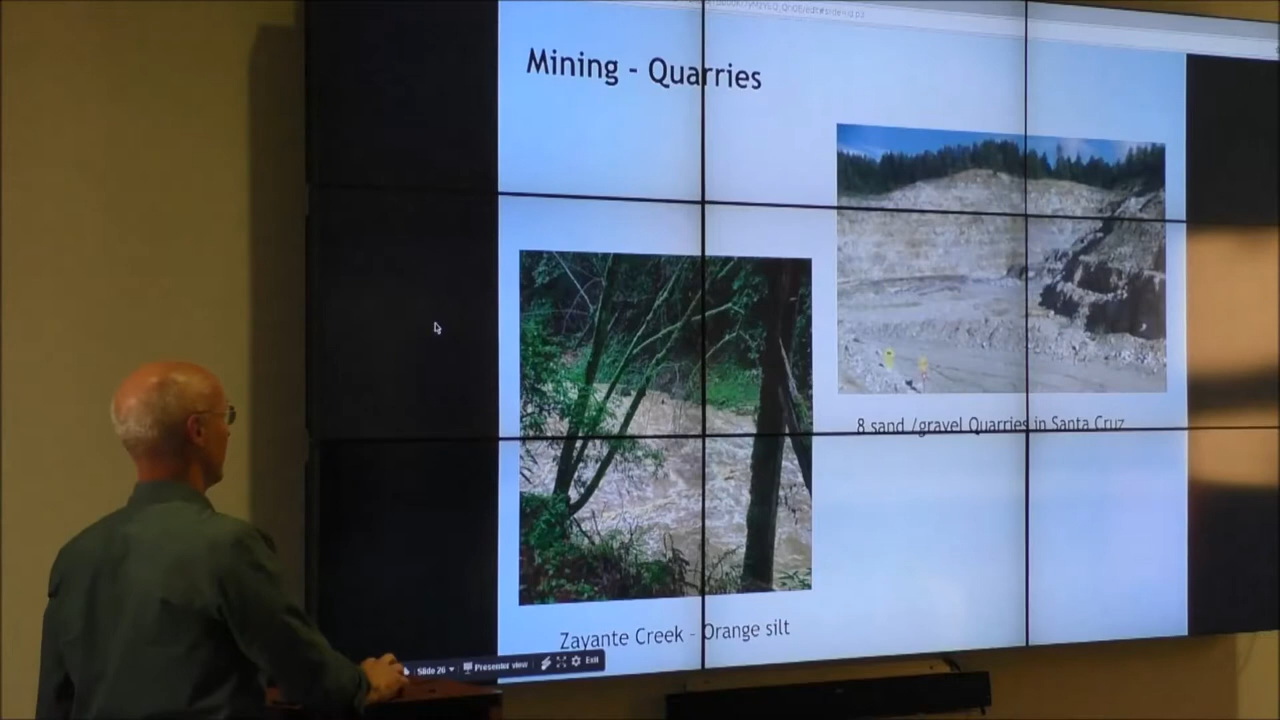 Mining - Quarries
8 sand /gravel Quarries in Santa Cruz
Zayante Creek - Orange silt
Slide 26
Presenter view
Exit